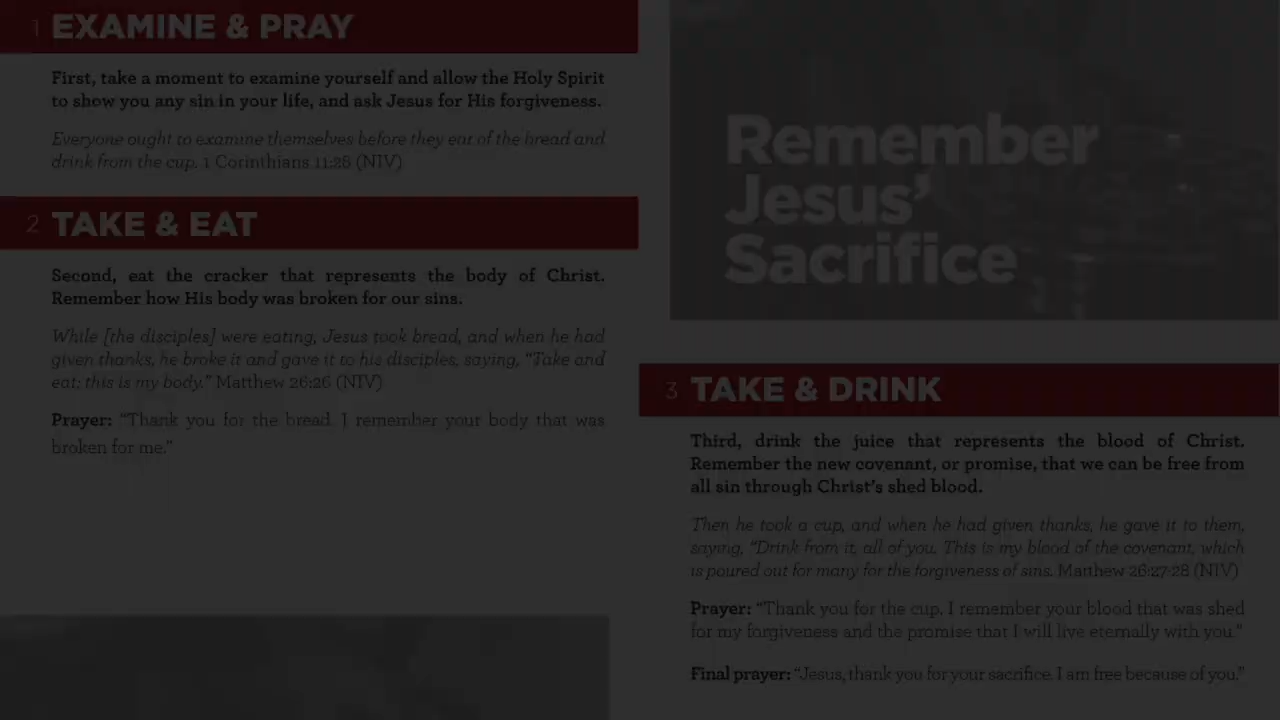 1 EXAMINE & PRAY
First, take a moment to examine yourself and allow the Holy Spirit
to show you any sin in your life, and ask Jesus for His forgiveness.
Everyone ought to examine themselves before they eat of the bread and
drink from the cup. 1 Corinthians 11:28 (NIV)
2 TAKE & EAT
Second, eat the cracker that represents the body of Christ.
Remember how His body was broken for our sins.
While [the disciples] were eating, Jesus took bread, and when he had
given thanks, he broke it and gave it to his disciples, saying, “Take and
eat; this is my body.” Matthew 26:26 (NIV)
Prayer: “Thank you for the bread. I remember your body that was
broken for me.”
Remember
Jesus’
Sacrifice
3 TAKE & DRINK
Third, drink the juice that represents the blood of Christ.
Remember the new covenant, or promise, that we can be free from
all sin through Christ’s shed blood.
Then he took a cup, and when he had given thanks, he gave it to them,
saying, “Drink from it, all of you. This is my blood of the covenant, which
is poured out for many for the forgiveness of sins. Matthew 26:27-28 (NIV)
Prayer: “Thank you for the cup. I remember your blood that was shed
for my forgiveness and the promise that I will live eternally with you.”
Final prayer: “Jesus, thank you for your sacrifice. I am free because of you.”